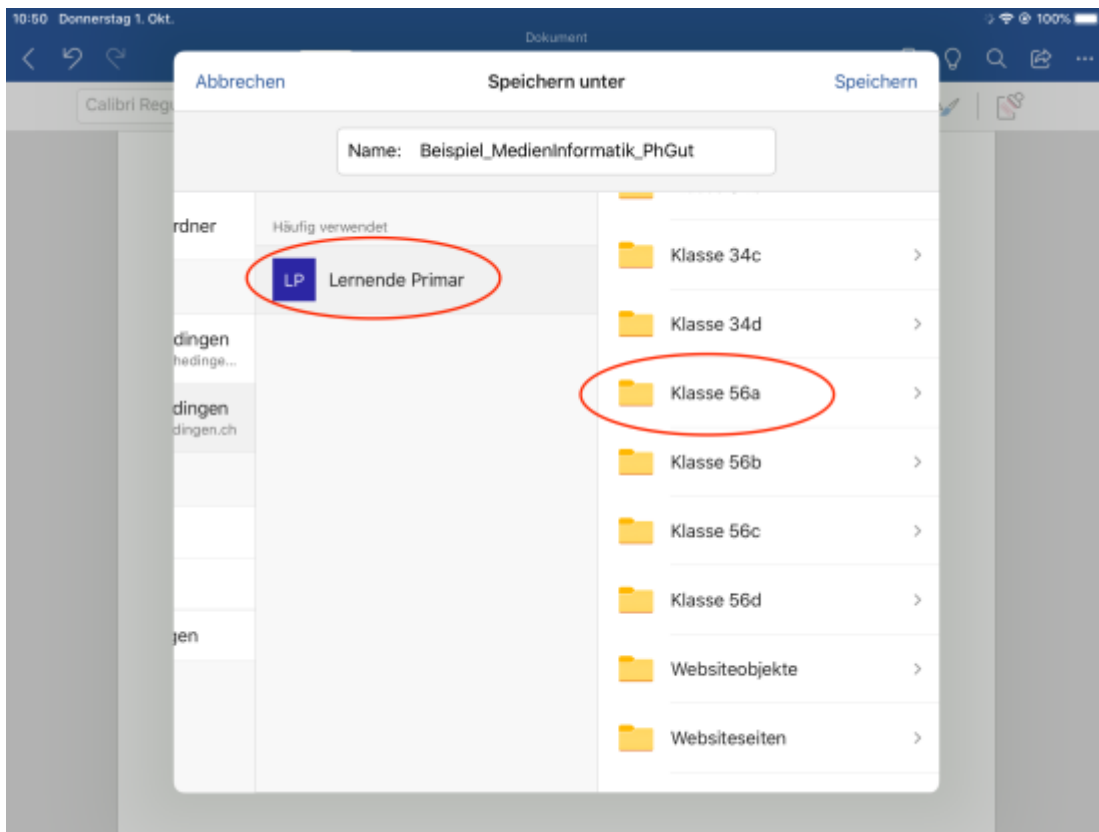 10:50 Donnerstag 1. Okt.
100%
Dokument
Abbrechen
Speichern unter
Speichern
Calibri Regu
Name: Beispiel_MedienInformatik_PhGut
rdner
dingen
hedinge...
dingen
dingen.ch
gen
Häufig verwendet
LP Lernende Primar
Klasse 34c
Klasse 34d
Klasse 56a
Klasse 56b
Klasse 56c
Klasse 56d
Websiteobjekte
Websiteseiten